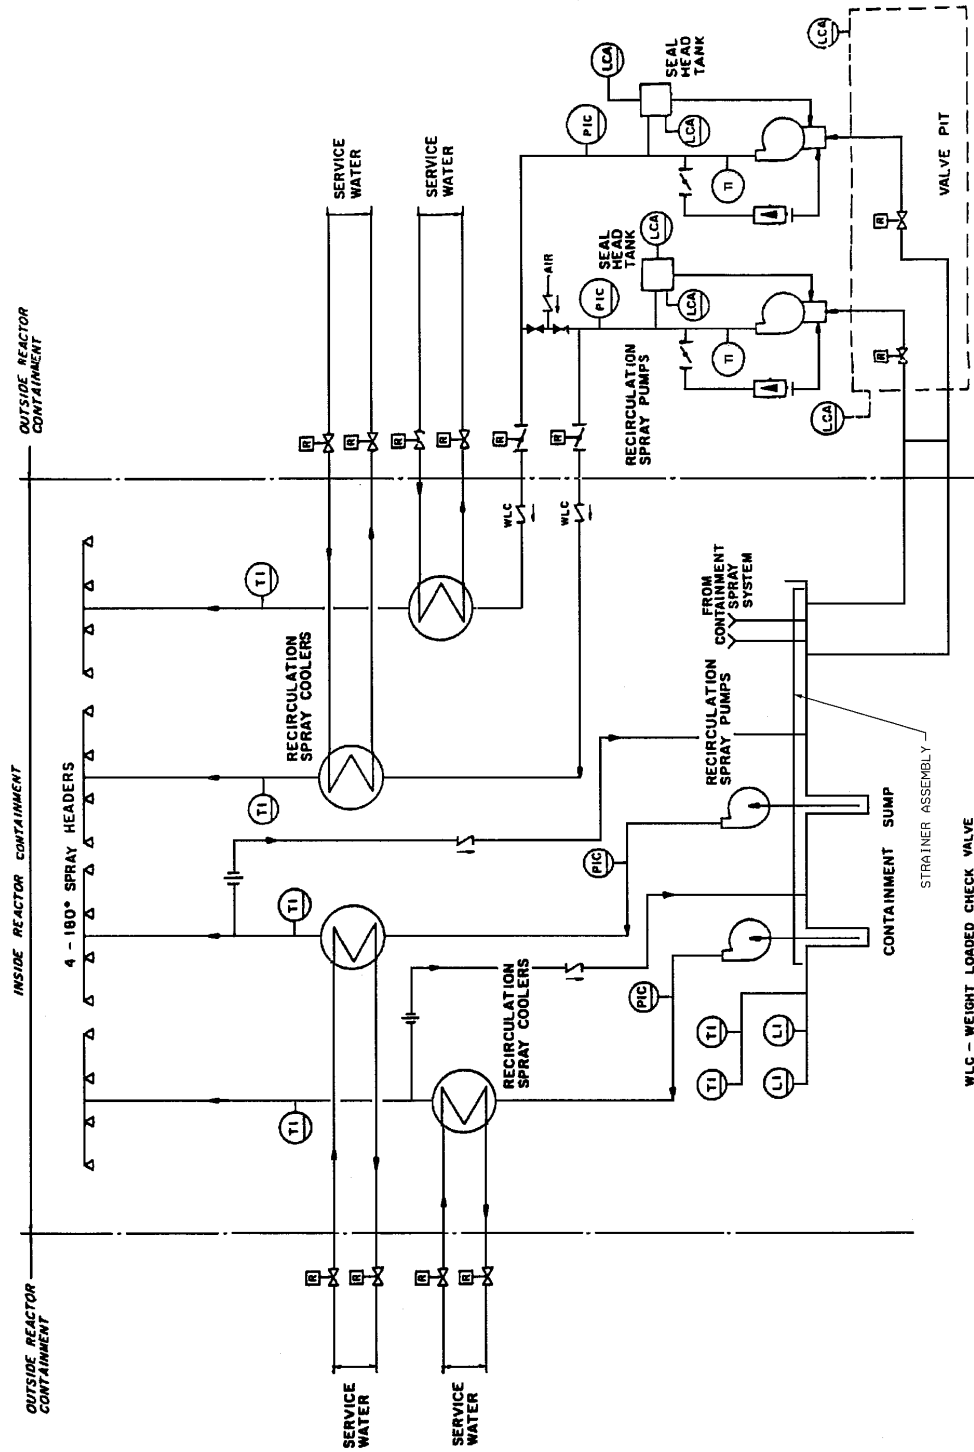 OUTSIDE REACTOR
CONTAINMENT
INSIDE REACTOR CONTAINMENT
OUTSIDE REACTOR
CONTAINMENT
4 - 180° SPRAY HEADERS
TI
TI
TI
TI
RECIRCULATION
SPRAY COOLERS
RECIRCULATION
SPRAY COOLERS
SERVICE
WATER
SERVICE
WATER
SERVICE
WATER
SERVICE
WATER
R
R
R
R
R
R
R
R
R
R
WLC
WLC
AIR
PIC
PIC
PIC
PIC
LCA
SEAL
HEAD
TANK
LCA
LCA
SEAL
HEAD
TANK
LCA
TI
TI
RECIRCULATION
SPRAY PUMPS
LCA
LCA
R
R
VALVE PIT
FROM
CONTAINMENT
SPRAY
SYSTEM
RECIRCULATION
SPRAY PUMPS
STRAINER ASSEMBLY
CONTAINMENT SUMP
TI
TI
LI
LI
WLC - WEIGHT LOADED CHECK VALVE